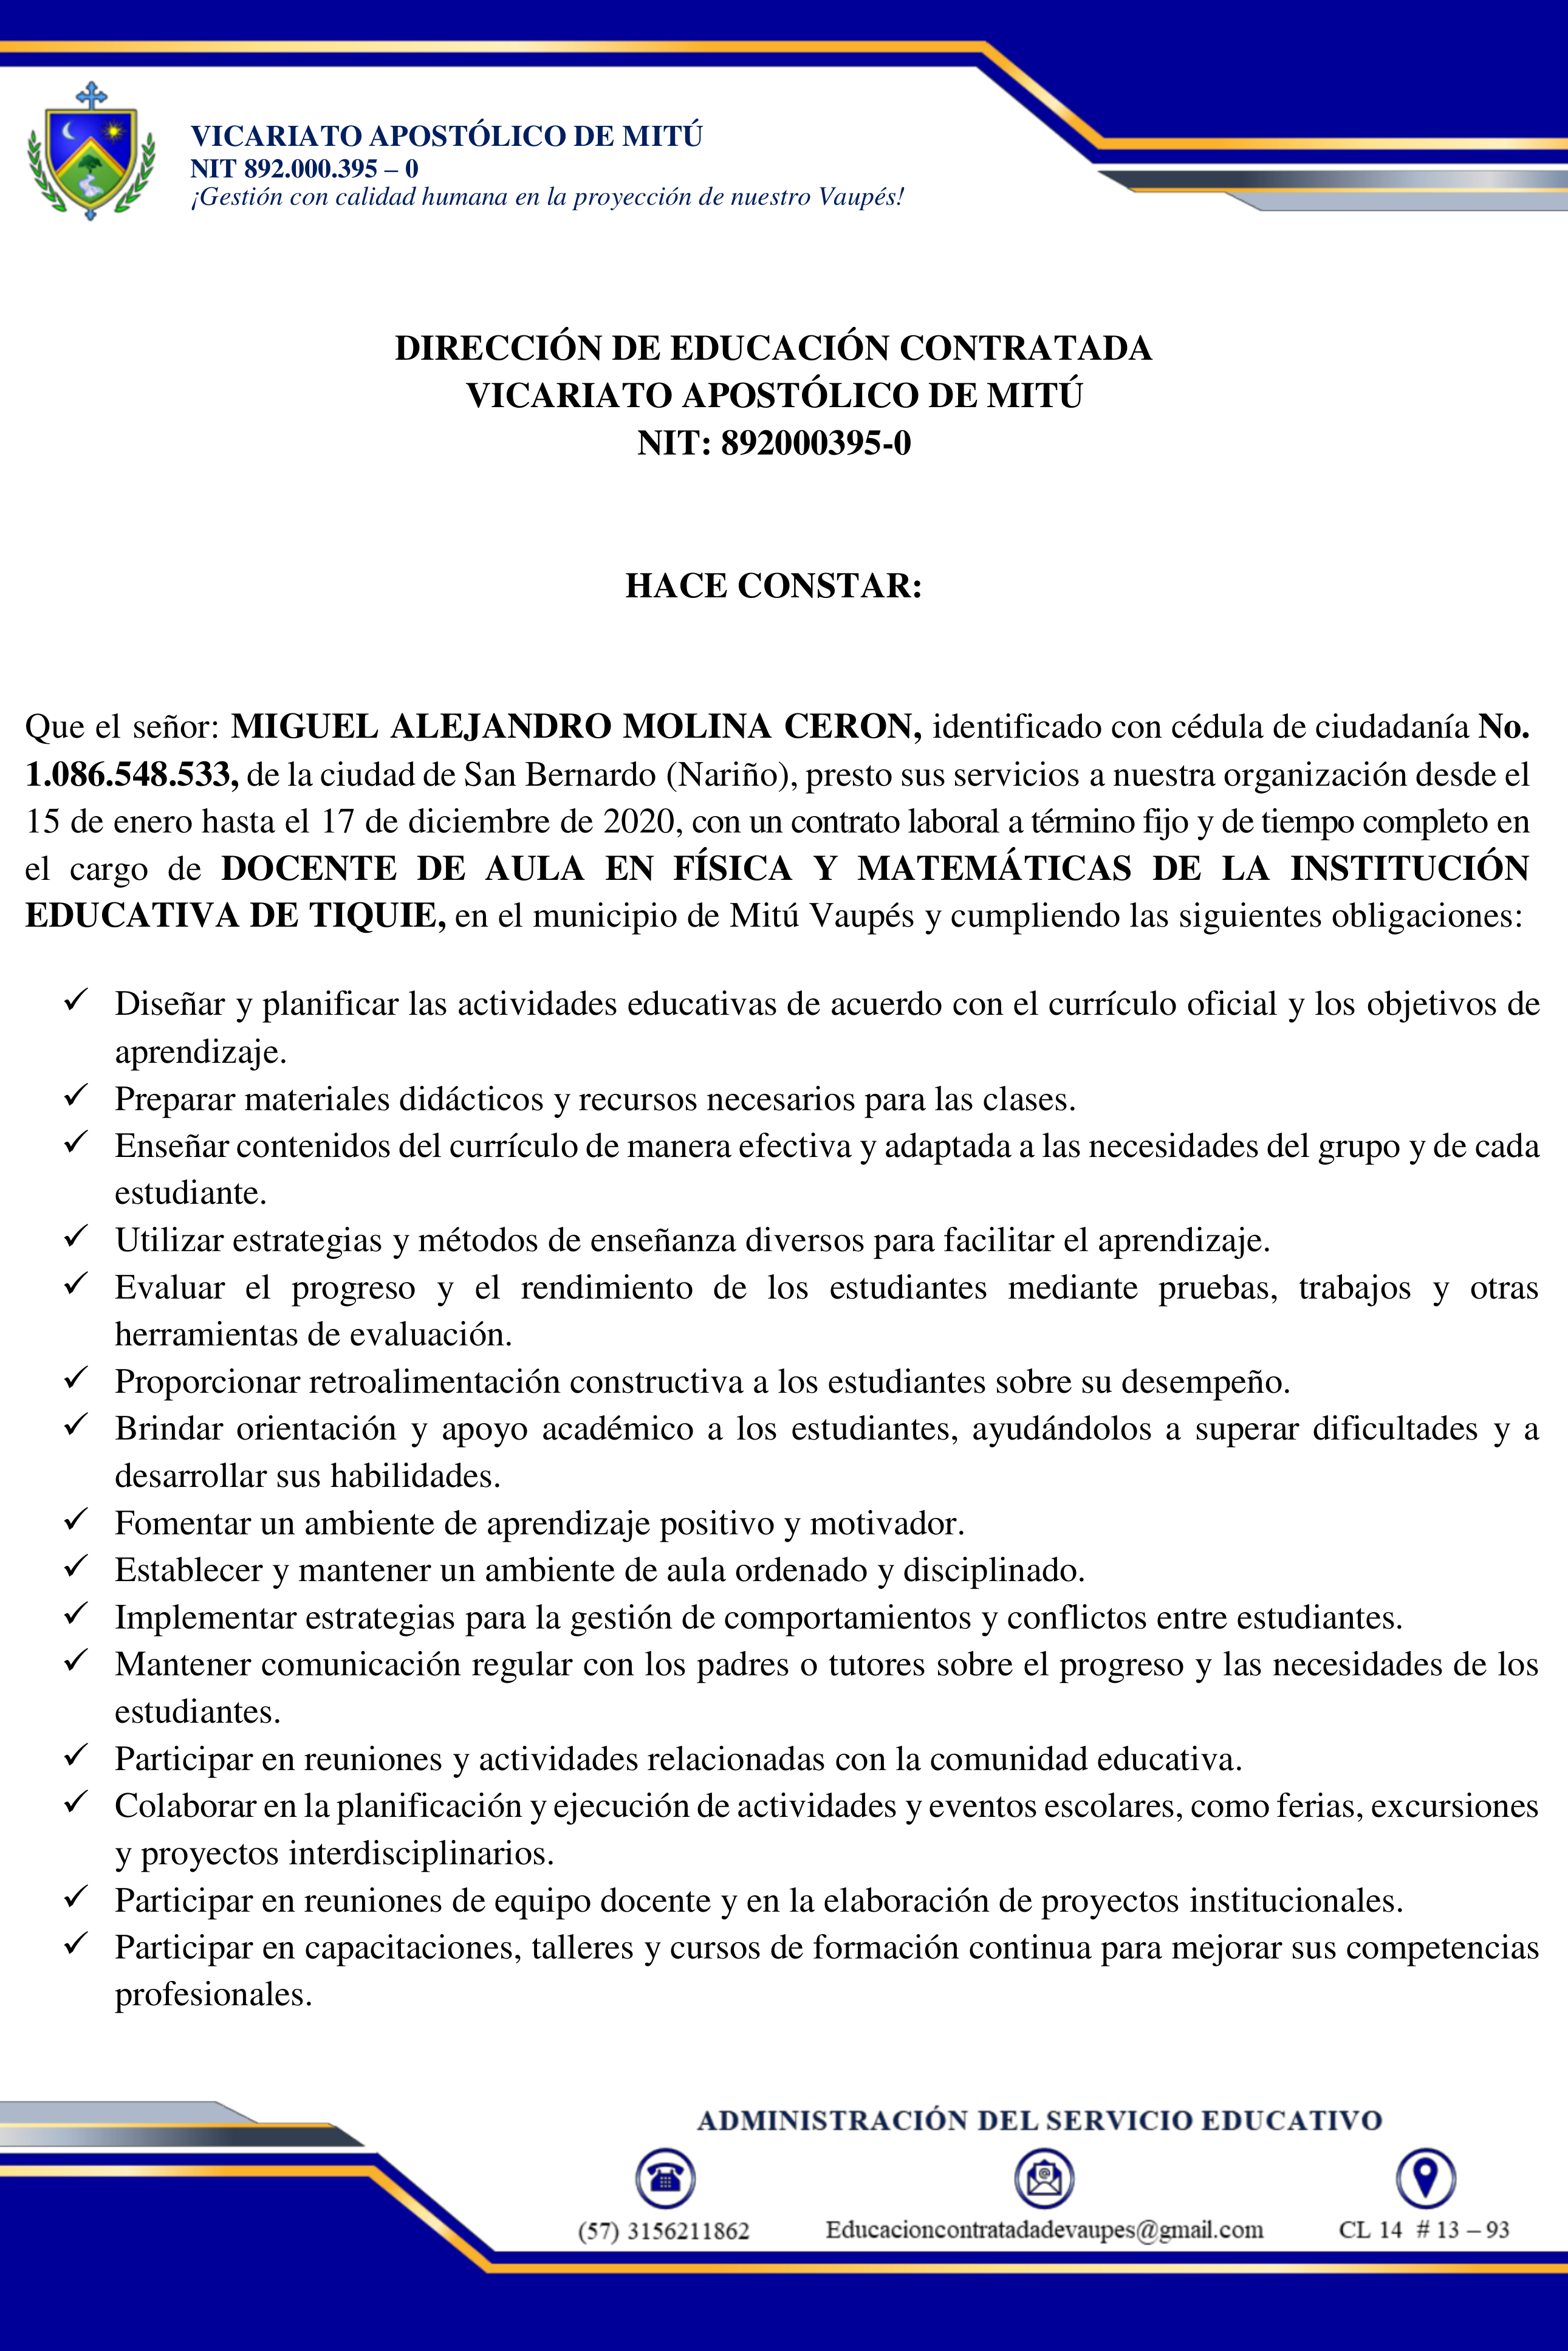 VICARIATO APOSTÓLICO DE MITÚ
NIT 892.000.395 – 0
¡Gestión con calidad humana en la proyección de nuestro Vaupés!
DIRECCIÓN DE EDUCACIÓN CONTRATADA
VICARIATO APOSTÓLICO DE MITÚ
NIT: 892000395-0
HACE CONSTAR:
Que el señor: MIGUEL ALEJANDRO MOLINA CERON, identificado con cédula de ciudadanía No.
1.086.548.533, de la ciudad de San Bernardo (Nariño), presto sus servicios a nuestra organización desde el
15 de enero hasta el 17 de diciembre de 2020, con un contrato laboral a término fijo y de tiempo completo en
el cargo de DOCENTE DE AULA EN FÍSICA Y MATEMÁTICAS DE LA INSTITUCIÓN
EDUCATIVA DE TIQUIE, en el municipio de Mitú Vaupés y cumpliendo las siguientes obligaciones:
✓ Diseñar y planificar las actividades educativas de acuerdo con el currículo oficial y los objetivos de
aprendizaje.
✓ Preparar materiales didácticos y recursos necesarios para las clases.
✓ Enseñar contenidos del currículo de manera efectiva y adaptada a las necesidades del grupo y de cada
estudiante.
✓ Utilizar estrategias y métodos de enseñanza diversos para facilitar el aprendizaje.
✓ Evaluar el progreso y el rendimiento de los estudiantes mediante pruebas, trabajos y otras
herramientas de evaluación.
✓ Proporcionar retroalimentación constructiva a los estudiantes sobre su desempeño.
✓ Brindar orientación y apoyo académico a los estudiantes, ayudándolos a superar dificultades y a
desarrollar sus habilidades.
✓ Fomentar un ambiente de aprendizaje positivo y motivador.
✓ Establecer y mantener un ambiente de aula ordenado y disciplinado.
✓ Implementar estrategias para la gestión de comportamientos y conflictos entre estudiantes.
✓ Mantener comunicación regular con los padres o tutores sobre el progreso y las necesidades de los
estudiantes.
✓ Participar en reuniones y actividades relacionadas con la comunidad educativa.
✓ Colaborar en la planificación y ejecución de actividades y eventos escolares, como ferias, excursiones
y proyectos interdisciplinarios.
✓ Participar en reuniones de equipo docente y en la elaboración de proyectos institucionales.
✓ Participar en capacitaciones, talleres y cursos de formación continua para mejorar sus competencias
profesionales.
ADMINISTRACIÓN DEL SERVICIO EDUCATIVO
(57) 3156211862 Educacioncontratadadevaupes@gmail.com CL 14 # 13 – 93